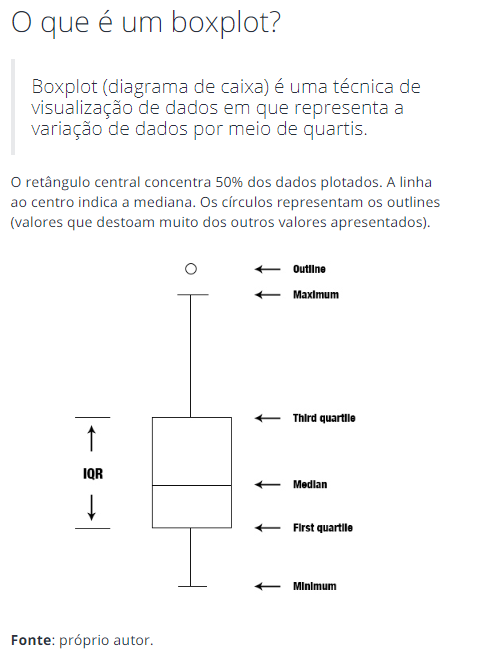 O que é um boxplot?
Boxplot (diagrama de caixa) é uma técnica de
visualização de dados em que representa a
variação de dados por meio de quartis.
O retângulo central concentra 50% dos dados plotados. A linha
ao centro indica a mediana. Os círculos representam os outlines
(valores que destoam muito dos outros valores apresentados).
Outline
Maximum
Third quartile
IQR
Median
First quartile
Minimum
Fonte: próprio autor.